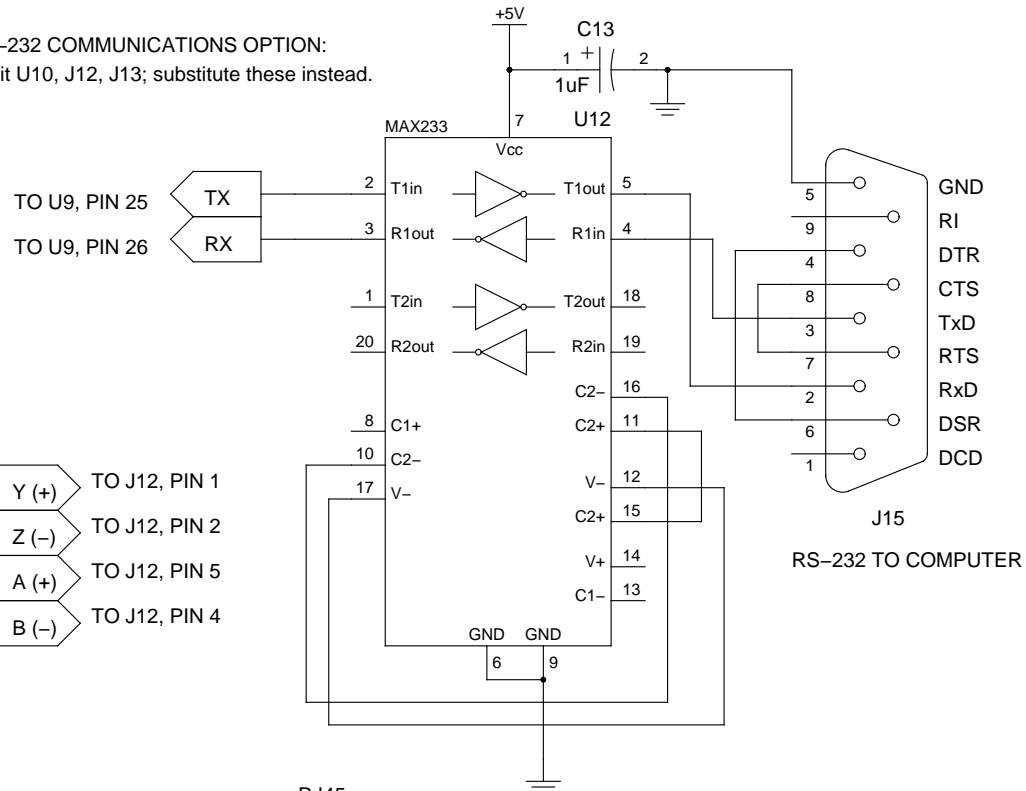 +5V
–232 COMMUNICATIONS OPTION:
it U10, J12, J13; substitute these instead.
C13
1 + 2
1uF
U12
MAX233
7
Vcc
TO U9, PIN 25
TX
2 T1in
T1out 5
TO U9, PIN 26
RX
3 R1out
R1in 4
1 T2in
T2out 18
20 R2out
R2in 19
C2– 16
8 C1+
C2+ 11
10 C2–
17 V–
V– 12
C2+ 15
V+ 14
C1– 13
GND GND
6 9
5 GND
9 RI
4 DTR
8 CTS
3 TxD
7 RTS
2 RxD
6 DSR
1 DCD
J15
RS–232 TO COMPUTER
Y (+) TO J12, PIN 1
Z (–) TO J12, PIN 2
A (+) TO J12, PIN 5
B (–) TO J12, PIN 4